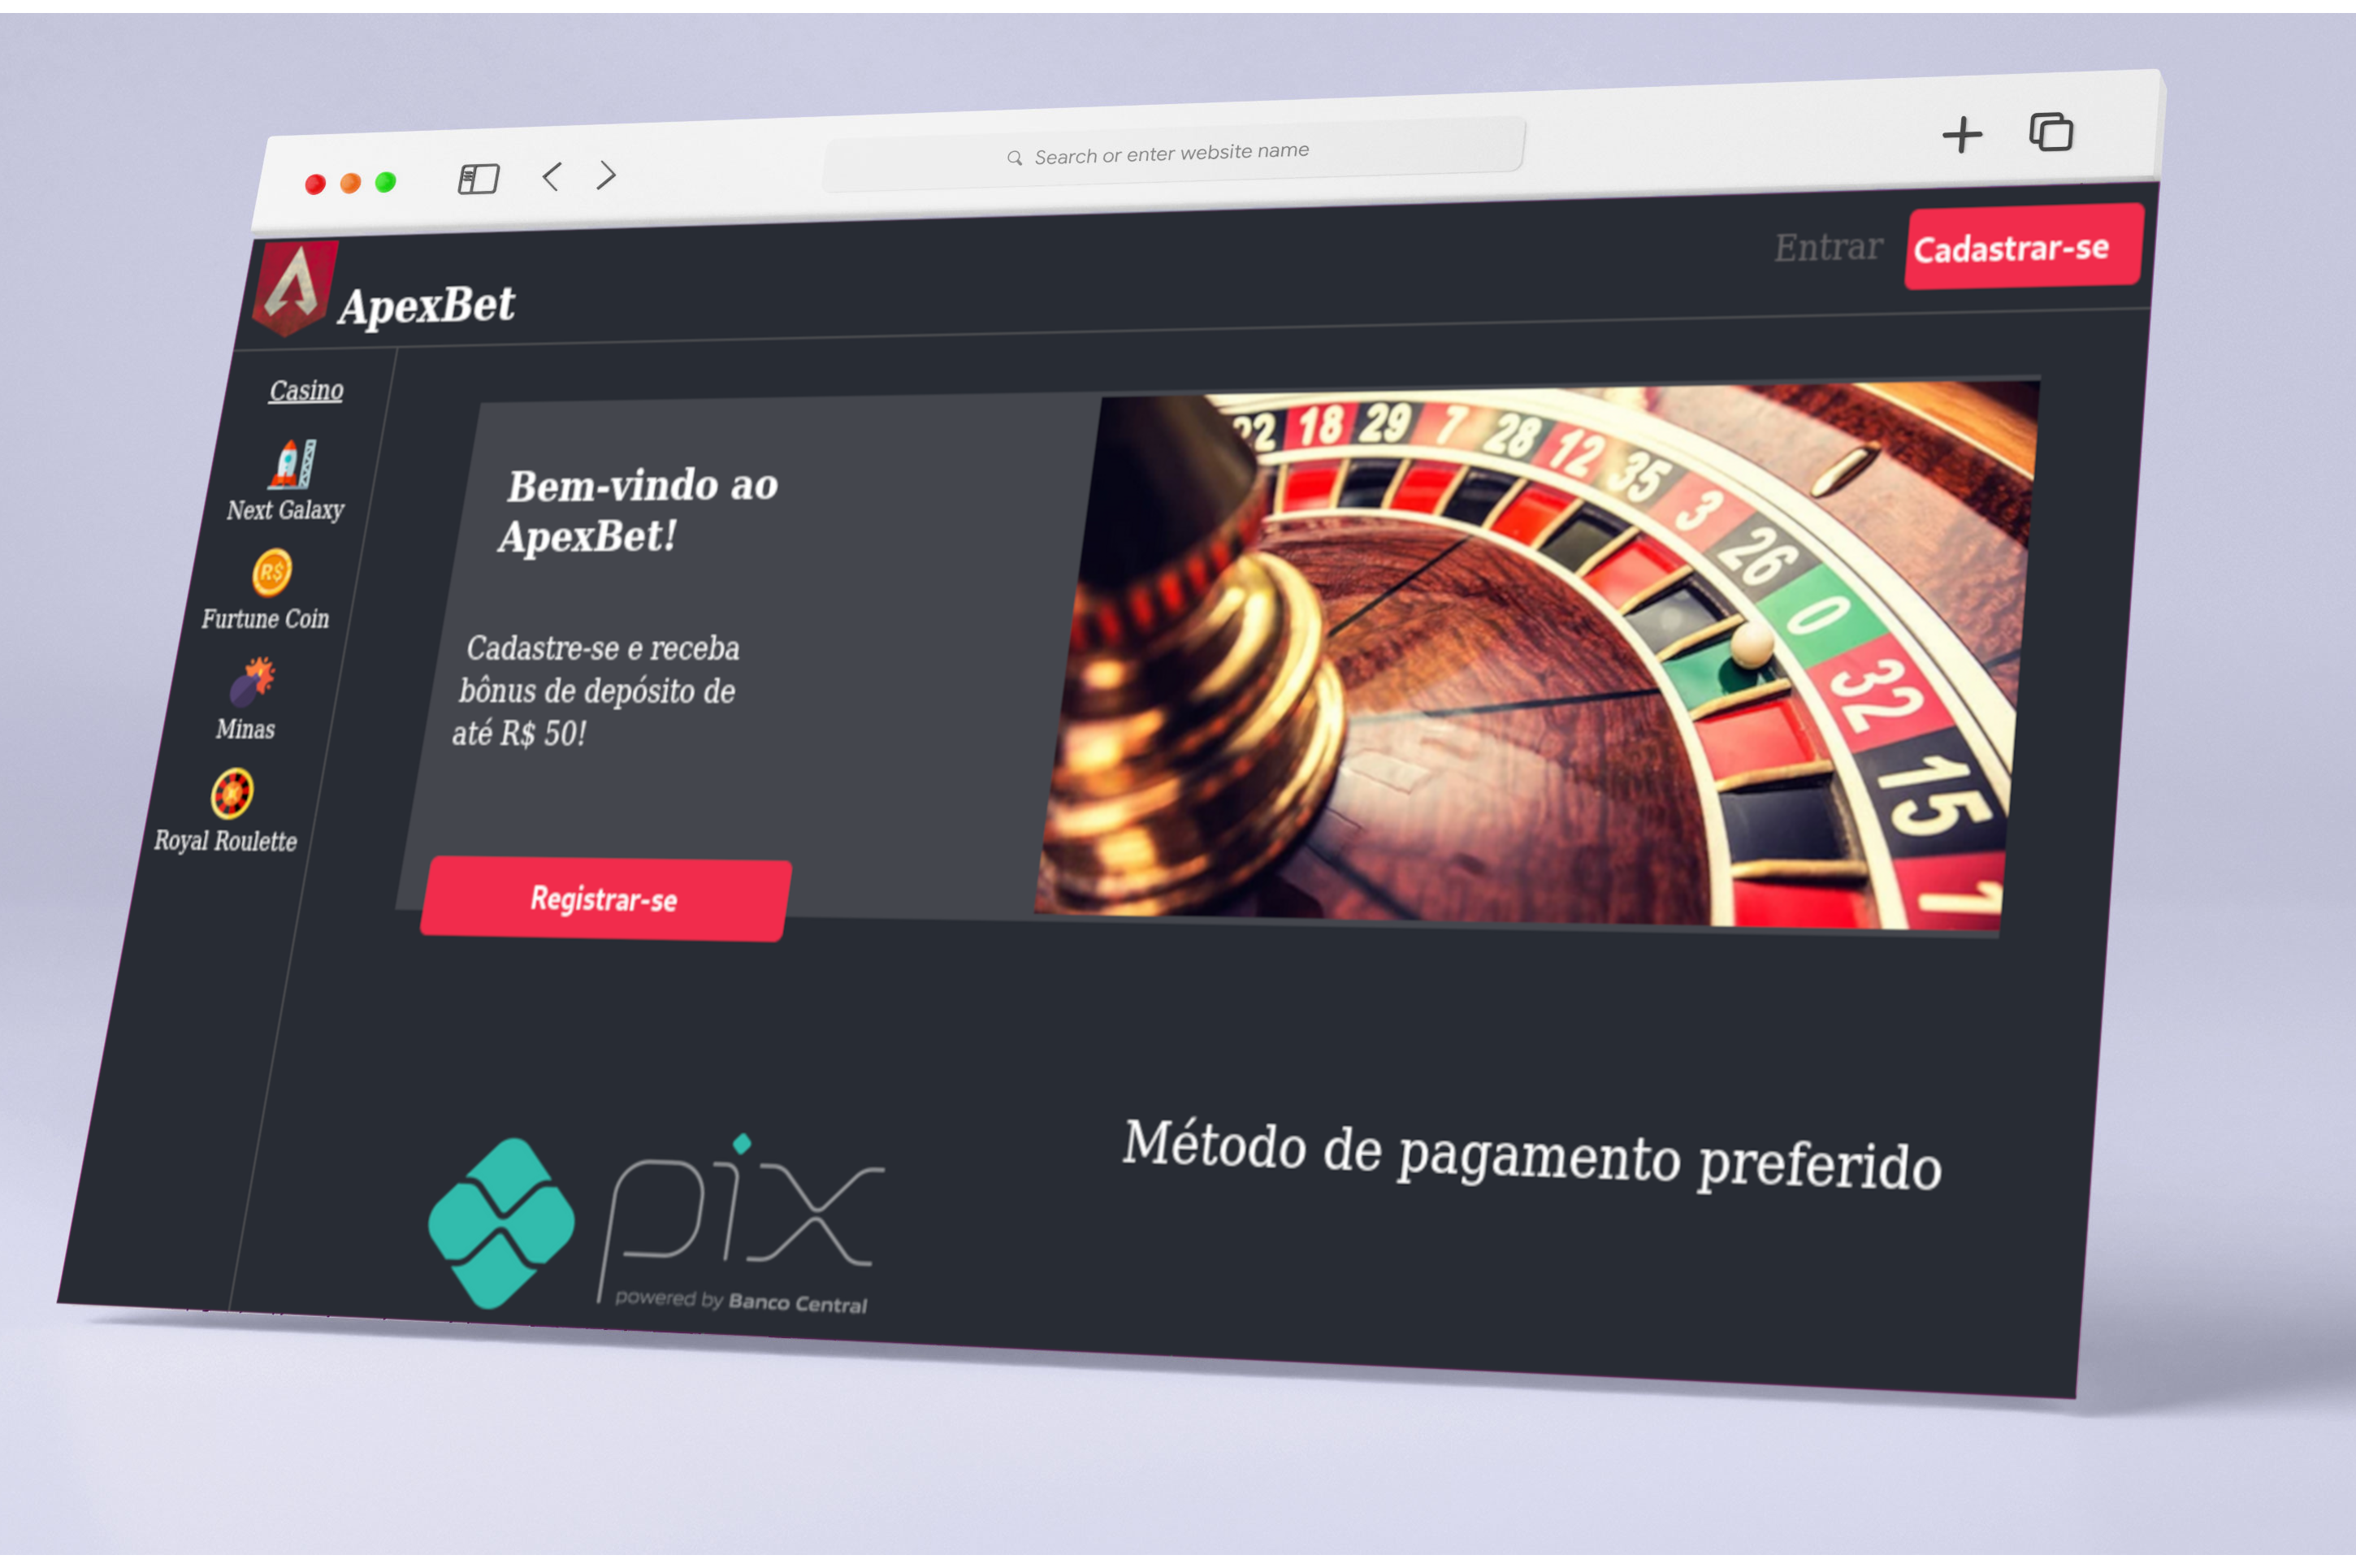 Search or enter website name
ApexBet
Entrar
Cadastrar-se
Casino
Next Galaxy
R$
Furtune Coin
Minas
Royal Roulette
Bem-vindo ao
ApexBet!
Cadastre-se e receba
bônus de depósito de
até R$ 50!
Registrar-se
22 18 29 7 28 12 35 3 26 0 32 15 1
pix
powered by Banco Central
Método de pagamento preferido